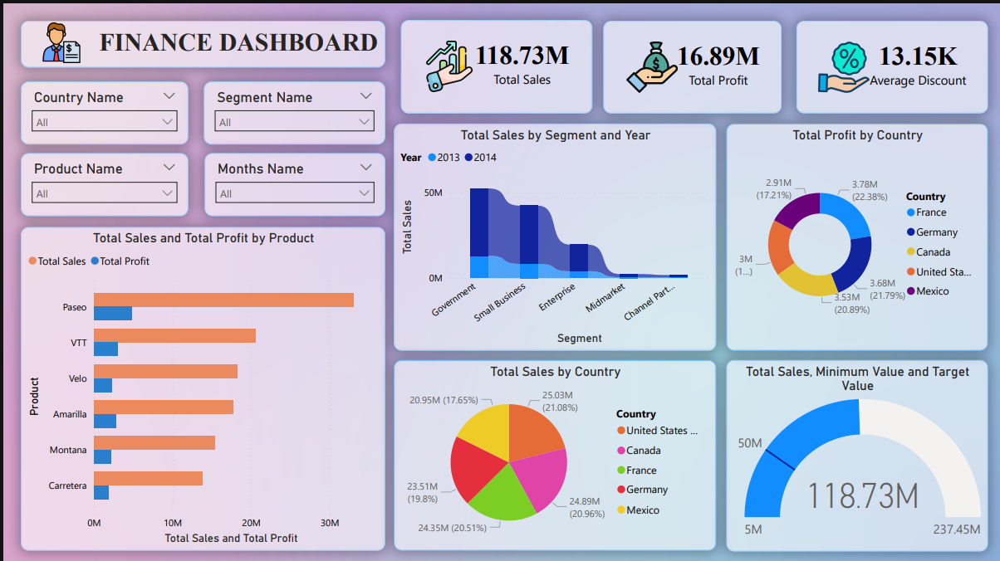 FINANCE DASHBOARD
118.73M
Total Sales
16.89M
Total Profit
13.15K
Average Discount
Country Name
All
Segment Name
All
Product Name
All
Months Name
All
Total Sales and Total Profit by Product
Total Sales Total Profit
Product
Paseo
VTT
Velo
Amarilla
Montana
Carretera
0M 10M 20M 30M
Total Sales and Total Profit
Total Sales by Segment and Year
Year 2013 2014
Total Sales
50M
0M
Government
Small Business
Enterprise
Midmarket
Channel Part...
Segment
Total Profit by Country
2.91M
(17.21%)
3.78M
(22.38%)
3M
(1...)
3.68M
(21.79%)
3.53M
(20.89%)
Country
France
Germany
Canada
United Sta...
Mexico
Total Sales by Country
20.95M (17.65%)
25.03M
(21.08%)
23.51M
(19.8%)
24.89M
(20.96%)
24.35M (20.51%)
Country
United States ...
Canada
France
Germany
Mexico
Total Sales, Minimum Value and Target
Value
50M
118.73M
5M
237.45M